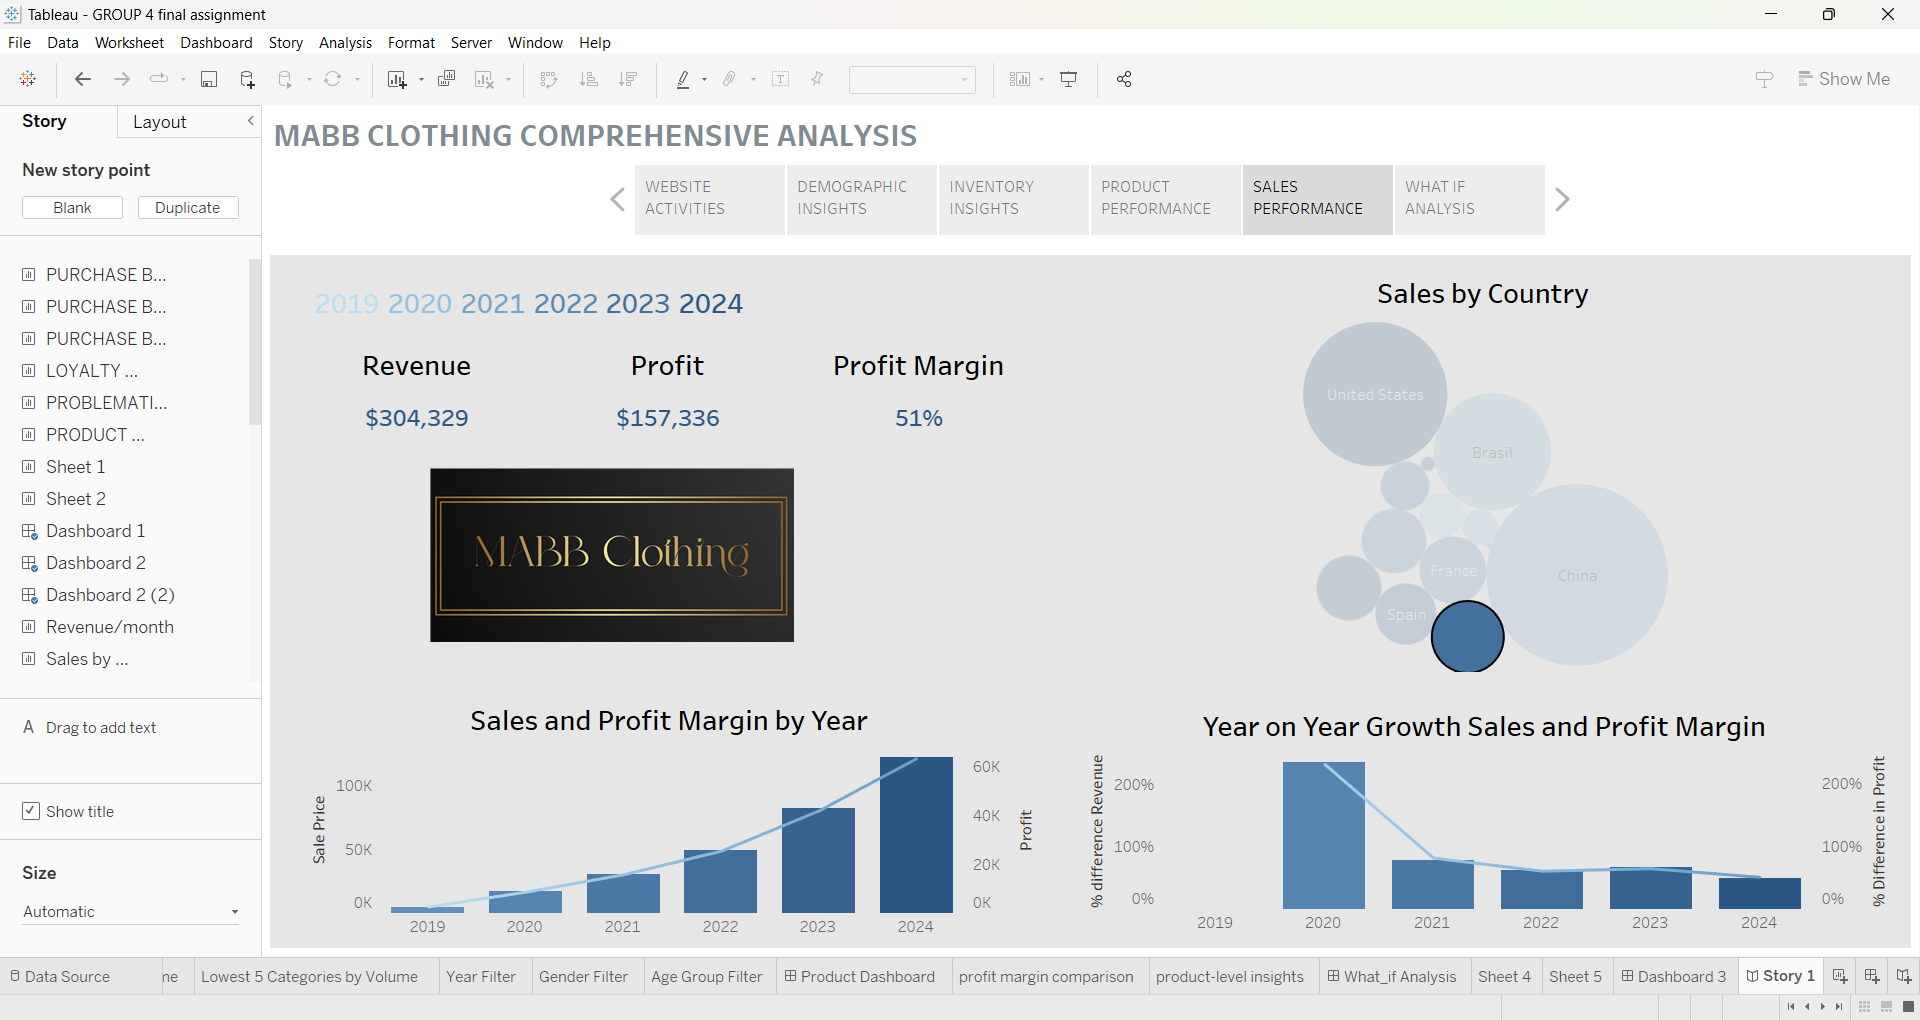 Tableau - GROUP 4 final assignment
File Data Worksheet Dashboard Story Analysis Format Server Window Help
Show Me
Story Layout
New story point
Blank Duplicate
PURCHASE B...
PURCHASE B...
PURCHASE B...
LOYALTY ...
PROBLEMATI...
PRODUCT ...
Sheet 1
Sheet 2
Dashboard 1
Dashboard 2
Dashboard 2 (2)
Revenue/month
Sales by ...
A Drag to add text
Show title
Size
Automatic
MABB CLOTHING COMPREHENSIVE ANALYSIS
WEBSITE
ACTIVITIES
DEMOGRAPHIC
INSIGHTS
INVENTORY
INSIGHTS
PRODUCT
PERFORMANCE
SALES
PERFORMANCE
WHAT IF
ANALYSIS
2019 2020 2021 2022 2023 2024
Revenue Profit Profit Margin
$304,329 $157,336 51%
MABB Clothing
Sales by Country
United States
Brasil
France
China
Spain
Sales and Profit Margin by Year
Sale Price
100K
50K
0K
60K
40K
20K
0K
Profit
2019 2020 2021 2022 2023 2024
Year on Year Growth Sales and Profit Margin
% difference Revenue
200%
100%
0%
200%
100%
0%
% Difference in Profit
2019 2020 2021 2022 2023 2024
Data Source ne Lowest 5 Categories by Volume Year Filter Gender Filter Age Group Filter Product Dashboard profit margin comparison product-level insights What_if Analysis Sheet 4 Sheet 5 Dashboard 3 Story 1